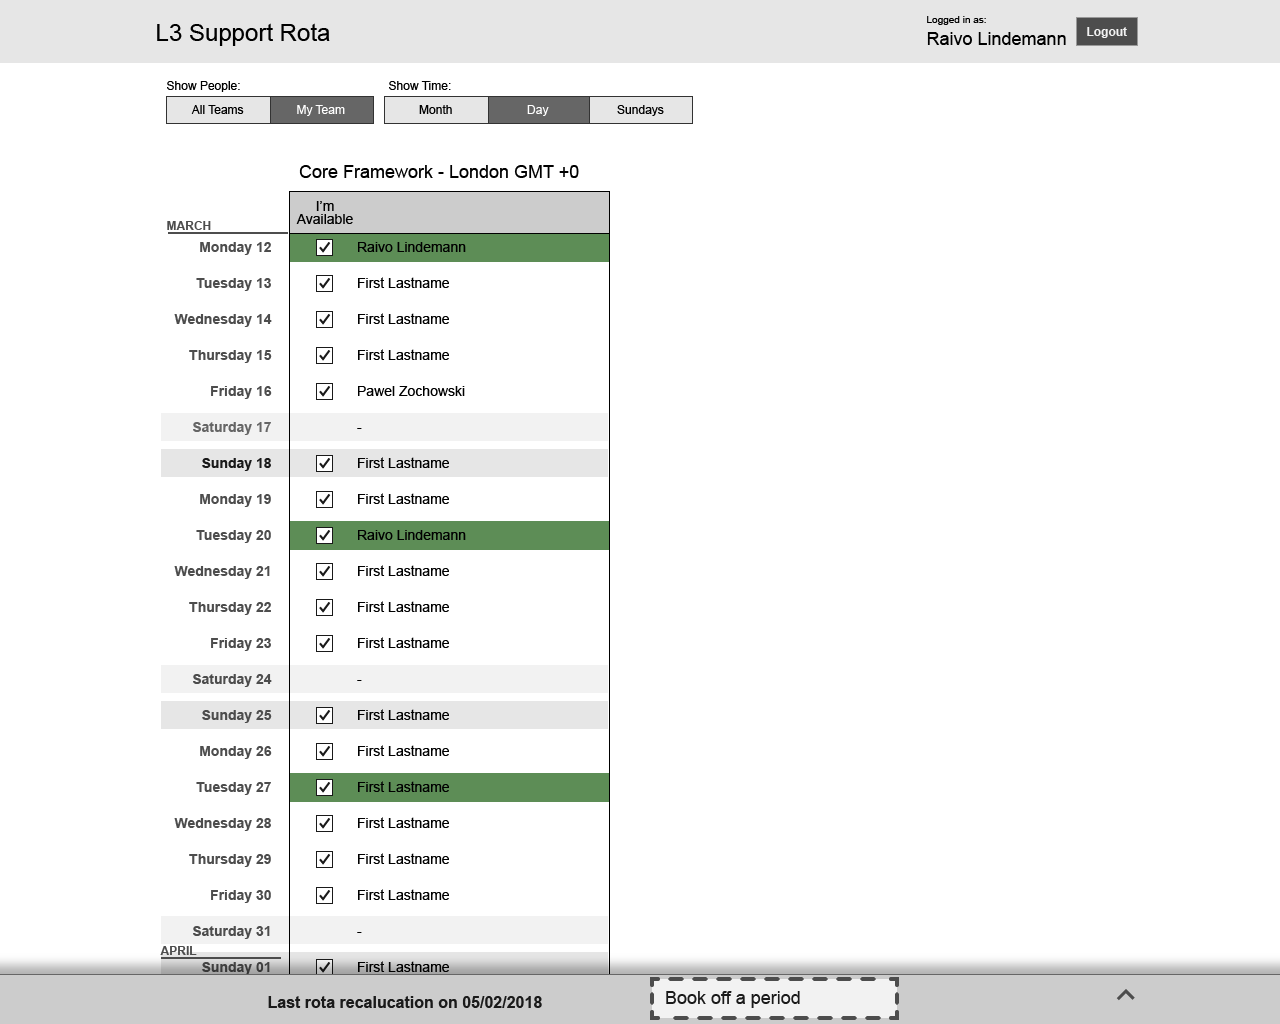 L3 Support Rota
Logged in as:
Raivo Lindemann
Logout
Show People:
Show Time:
All Teams
My Team
Month
Day
Sundays
Core Framework - London GMT +0
I'm
Available
MARCH
Monday 12 Raivo Lindemann
Tuesday 13 First Lastname
Wednesday 14 First Lastname
Thursday 15 First Lastname
Friday 16 Pawel Zochowski
Saturday 17 -
Sunday 18 First Lastname
Monday 19 First Lastname
Tuesday 20 Raivo Lindemann
Wednesday 21 First Lastname
Thursday 22 First Lastname
Friday 23 First Lastname
Saturday 24 -
Sunday 25 First Lastname
Monday 26 First Lastname
Tuesday 27 First Lastname
Wednesday 28 First Lastname
Thursday 29 First Lastname
Friday 30 First Lastname
Saturday 31 -
APRIL
Sunday 01 First Lastname
Last rota recalucation on 05/02/2018
Book off a period